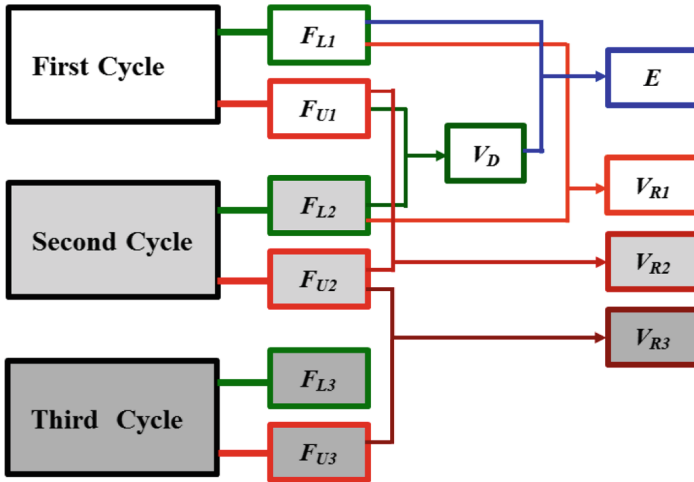 First Cycle
F_L1
F_U1
E
V_D
V_R1
Second Cycle
F_L2
F_U2
V_R2
V_R3
Third Cycle
F_L3
F_U3